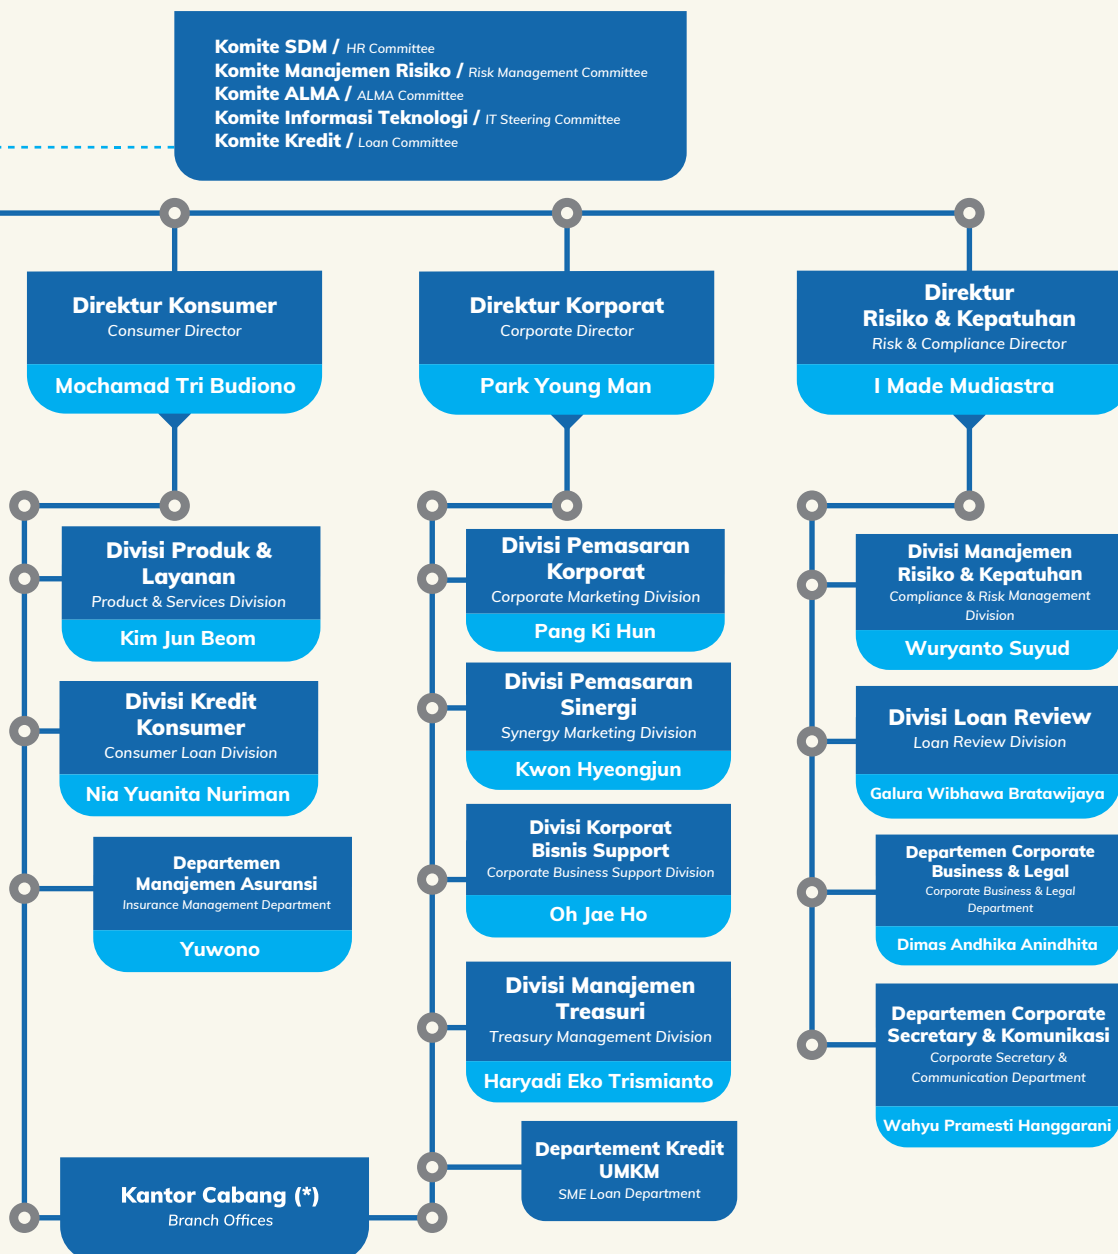 Komite SDM / HR Committee
Komite Manajemen Risiko / Risk Management Committee
Komite ALMA / ALMA Committee
Komite Informasi Teknologi / IT Steering Committee
Komite Kredit / Loan Committee
Direktur Konsumer
Consumer Director
Mochamad Tri Budiono
Direktur Korporat
Corporate Director
Park Young Man
Direktur
Risiko & Kepatuhan
Risk & Compliance Director
I Made Mudiastra
Divisi Produk &
Layanan
Product & Services Division
Kim Jun Beom
Divisi Kredit
Konsumer
Consumer Loan Division
Nia Yuanita Nuriman
Departemen
Manajemen Asuransi
Insurance Management Department
Yuwono
Kantor Cabang (*)
Branch Offices
Divisi Pemasaran
Korporat
Corporate Marketing Division
Pang Ki Hun
Divisi Pemasaran
Sinergi
Synergy Marketing Division
Kwon Hyeongjun
Divisi Korporat
Bisnis Support
Corporate Business Support Division
Oh Jae Ho
Divisi Manajemen
Treasuri
Treasury Management Division
Haryadi Eko Trismianto
Departement Kredit
UMKM
SME Loan Department
Divisi Manajemen
Risiko & Kepatuhan
Compliance & Risk Management
Division
Wuryanto Suyud
Divisi Loan Review
Loan Review Division
Galura Wibhawa Bratawijaya
Departemen Corporate
Business & Legal
Corporate Business & Legal
Department
Dimas Andhika Anindhita
Departemen Corporate
Secretary & Komunikasi
Corporate Secretary &
Communication Department
Wahyu Pramesti Hanggarani